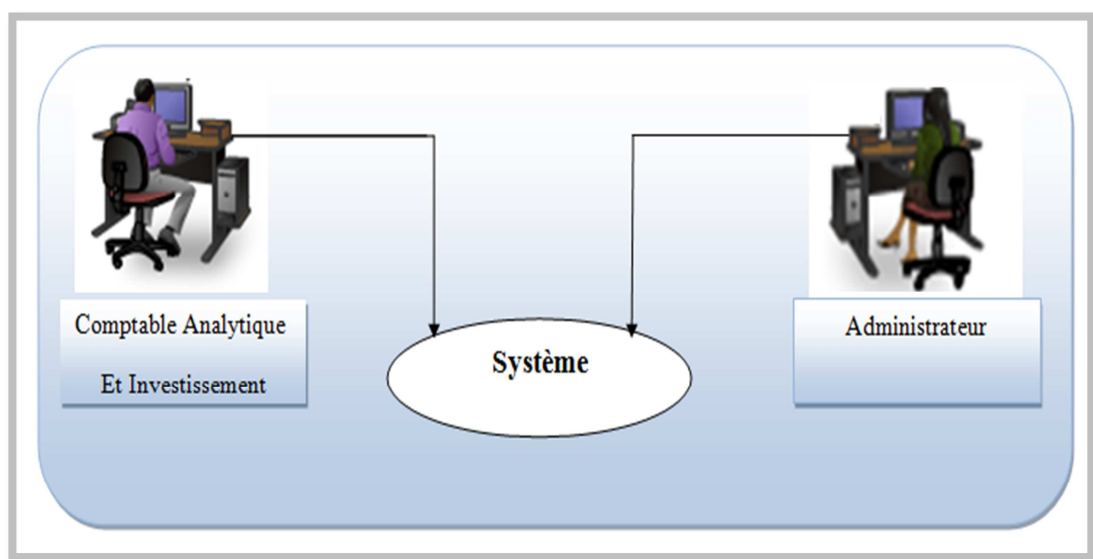 Comptable Analytique
Et Investissement
Système
Administrateur